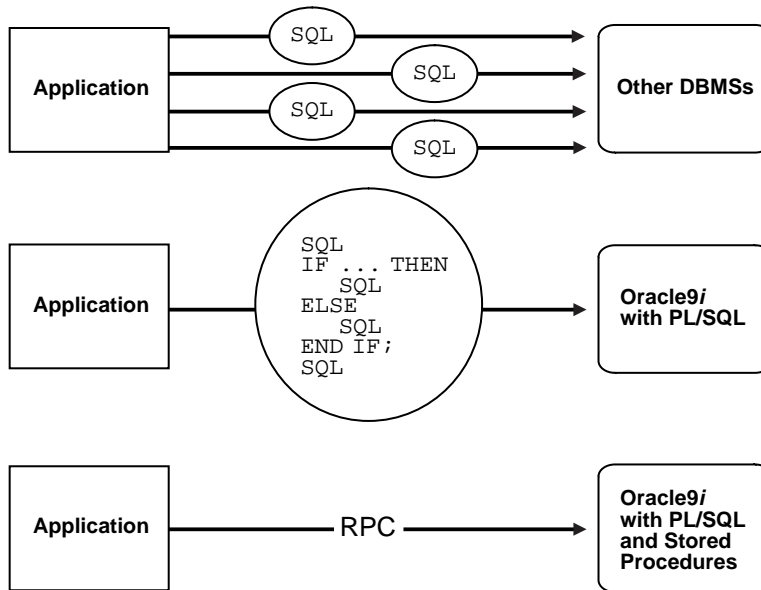 SQL
SQL
Application
Other DBMSs
SQL
SQL
Application
SQL
IF ... THEN
SQL
ELSE
SQL
END IF;
SQL
Oracle9i
with PL/SQL
Application
RPC
Oracle9i
with PL/SQL
and Stored
Procedures